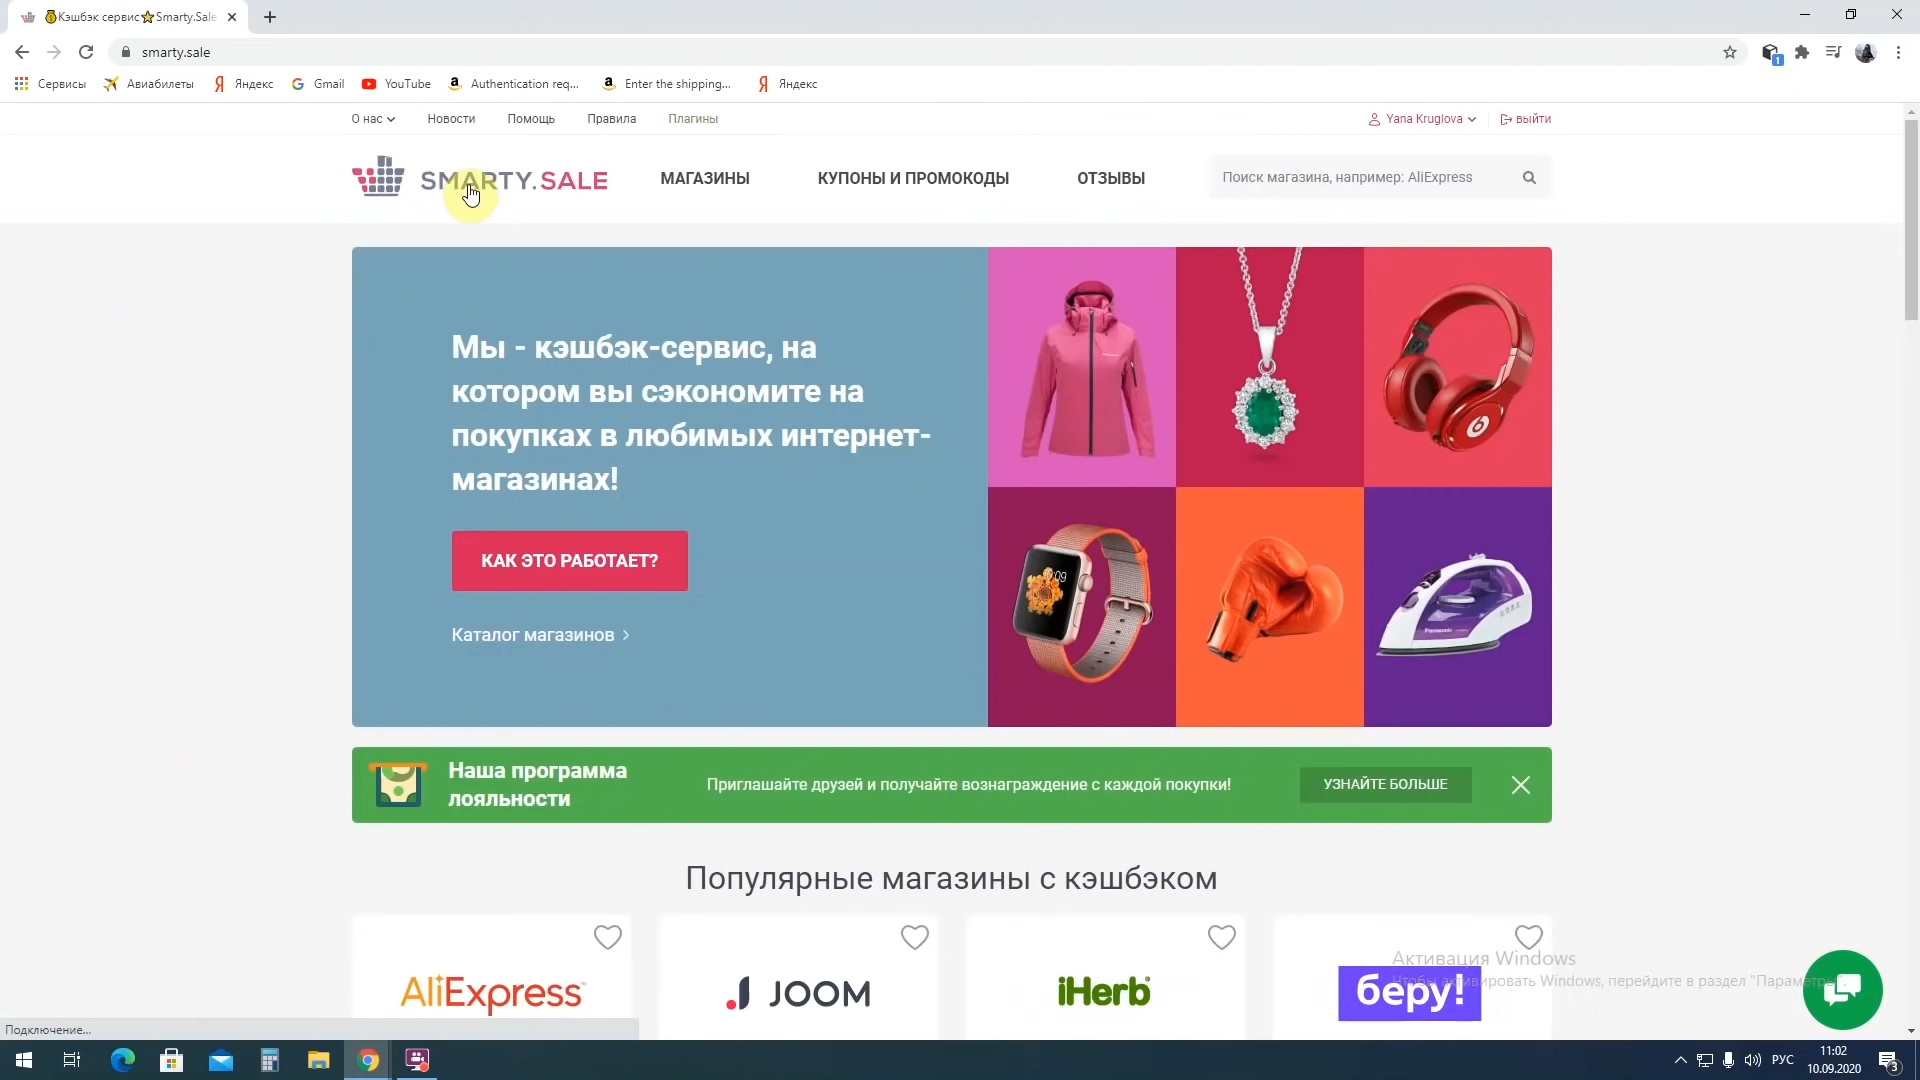 Кэшбэк сервис⭐Smarty.Sale
smarty.sale
1
Сервисы
Авиабилеты
Яндекс
Gmail
YouTube
Authentication req...
Enter the shipping...
Яндекс
О нас
Новости
Помощь
Правила
Плагины
Yana Kruglova
выйти
SMARTY.SALE
МАГАЗИНЫ
КУПОНЫ И ПРОМОКОДЫ
ОТЗЫВЫ
Поиск магазина, например: AliExpress
Мы - кэшбэк-сервис, на
котором вы сэкономите на
покупках в любимых интернет-
магазинах!
КАК ЭТО РАБОТАЕТ?
Каталог магазинов
Наша программа
лояльности
Приглашайте друзей и получайте вознаграждение с каждой покупки!
УЗНАЙТЕ БОЛЬШЕ
Популярные магазины с кэшбэком
AliExpress
JOOM
iHerb
беру!
Активация Windows
Чтобы активировать Windows, перейдите в раздел "Параметры".
Подключение...
РУС
11:02
10.09.2020
3